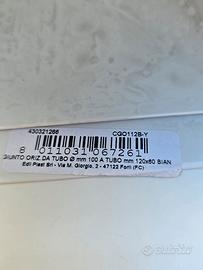 430321266 CGO112B-Y
8 011031 067261
GIUNTO ORIZ. DA TUBO Ø mm 100 A TUBO mm 120x60 BIAN
Edil Plast Srl - Via M. Giorgio, 2 - 47122 Forlì (FC)
subito